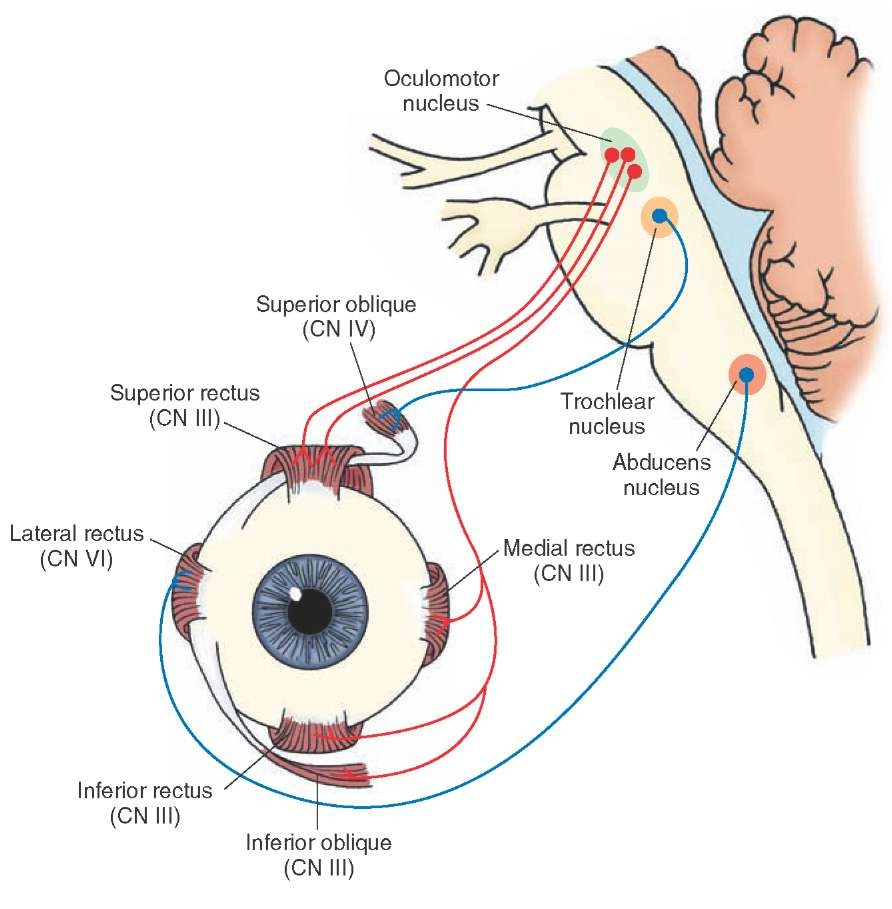 Oculomotor
nucleus
Superior oblique
(CN IV)
Superior rectus
(CN III)
Trochlear
nucleus
Abducens
nucleus
Lateral rectus
(CN VI)
Medial rectus
(CN III)
Inferior rectus
(CN III)
Inferior oblique
(CN III)